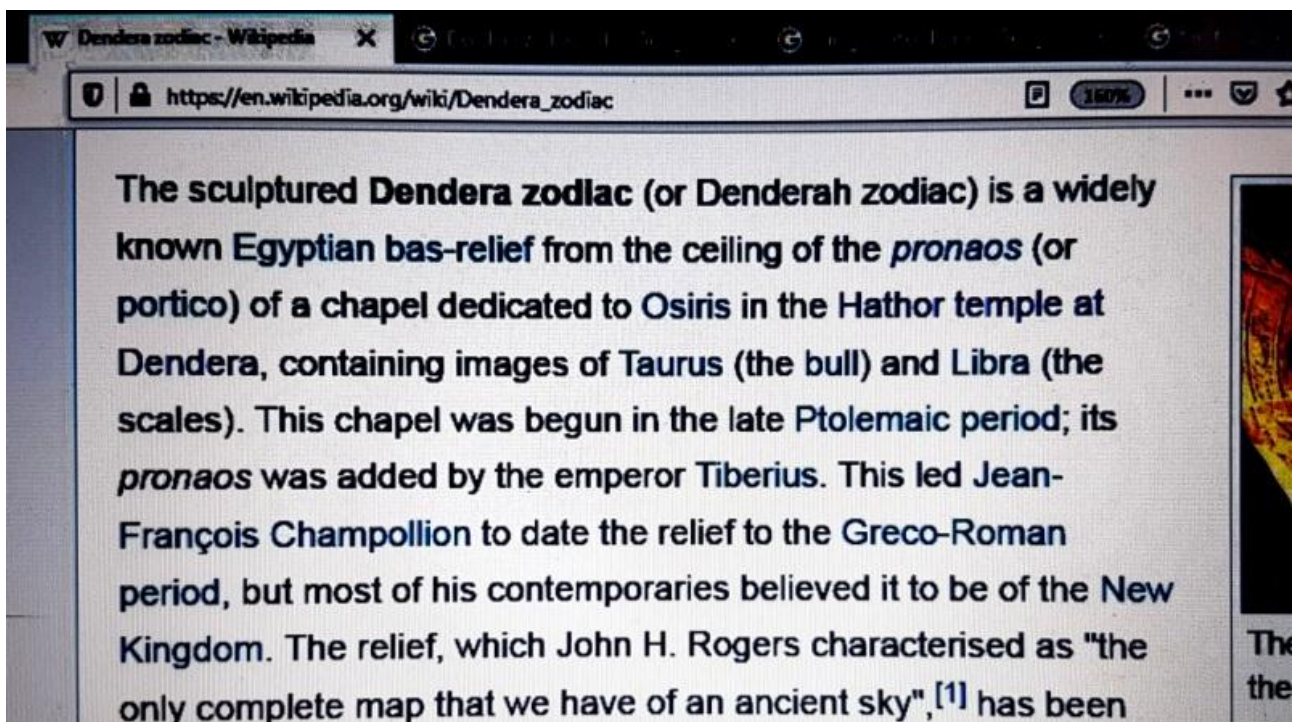 W Dendera zodiac - Wikipedia
https://en.wikipedia.org/wiki/Dendera_zodiac 160%
The sculptured Dendera zodiac (or Denderah zodiac) is a widely
known Egyptian bas-relief from the ceiling of the pronaos (or
portico) of a chapel dedicated to Osiris in the Hathor temple at
Dendera, containing images of Taurus (the bull) and Libra (the
scales). This chapel was begun in the late Ptolemaic period; its
pronaos was added by the emperor Tiberius. This led Jean-
François Champollion to date the relief to the Greco-Roman
period, but most of his contemporaries believed it to be of the New
Kingdom. The relief, which John H. Rogers characterised as "the
only complete map that we have of an ancient sky",[1] has been
The
the